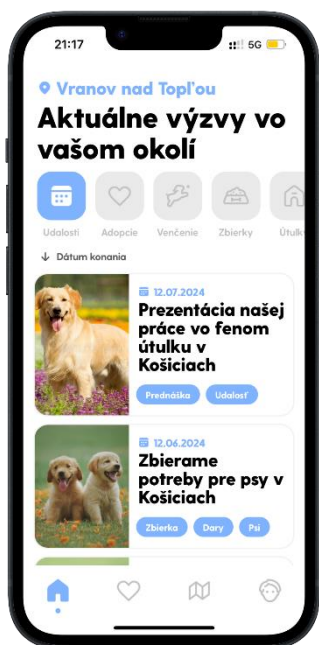 21:17
5G
Vranov nad Topľou
Aktuálne výzvy vo
vašom okolí
Udalosti Adopcie Venčenie Zbierky Útulk
Dátum konania
12.07.2024
Prezentácia našej
práce vo fenom
útulku v
Košiciach
Prednáška Udalosť
12.06.2024
Zbierame
potreby pre psy v
Košiciach
Zbierka Dary Psi